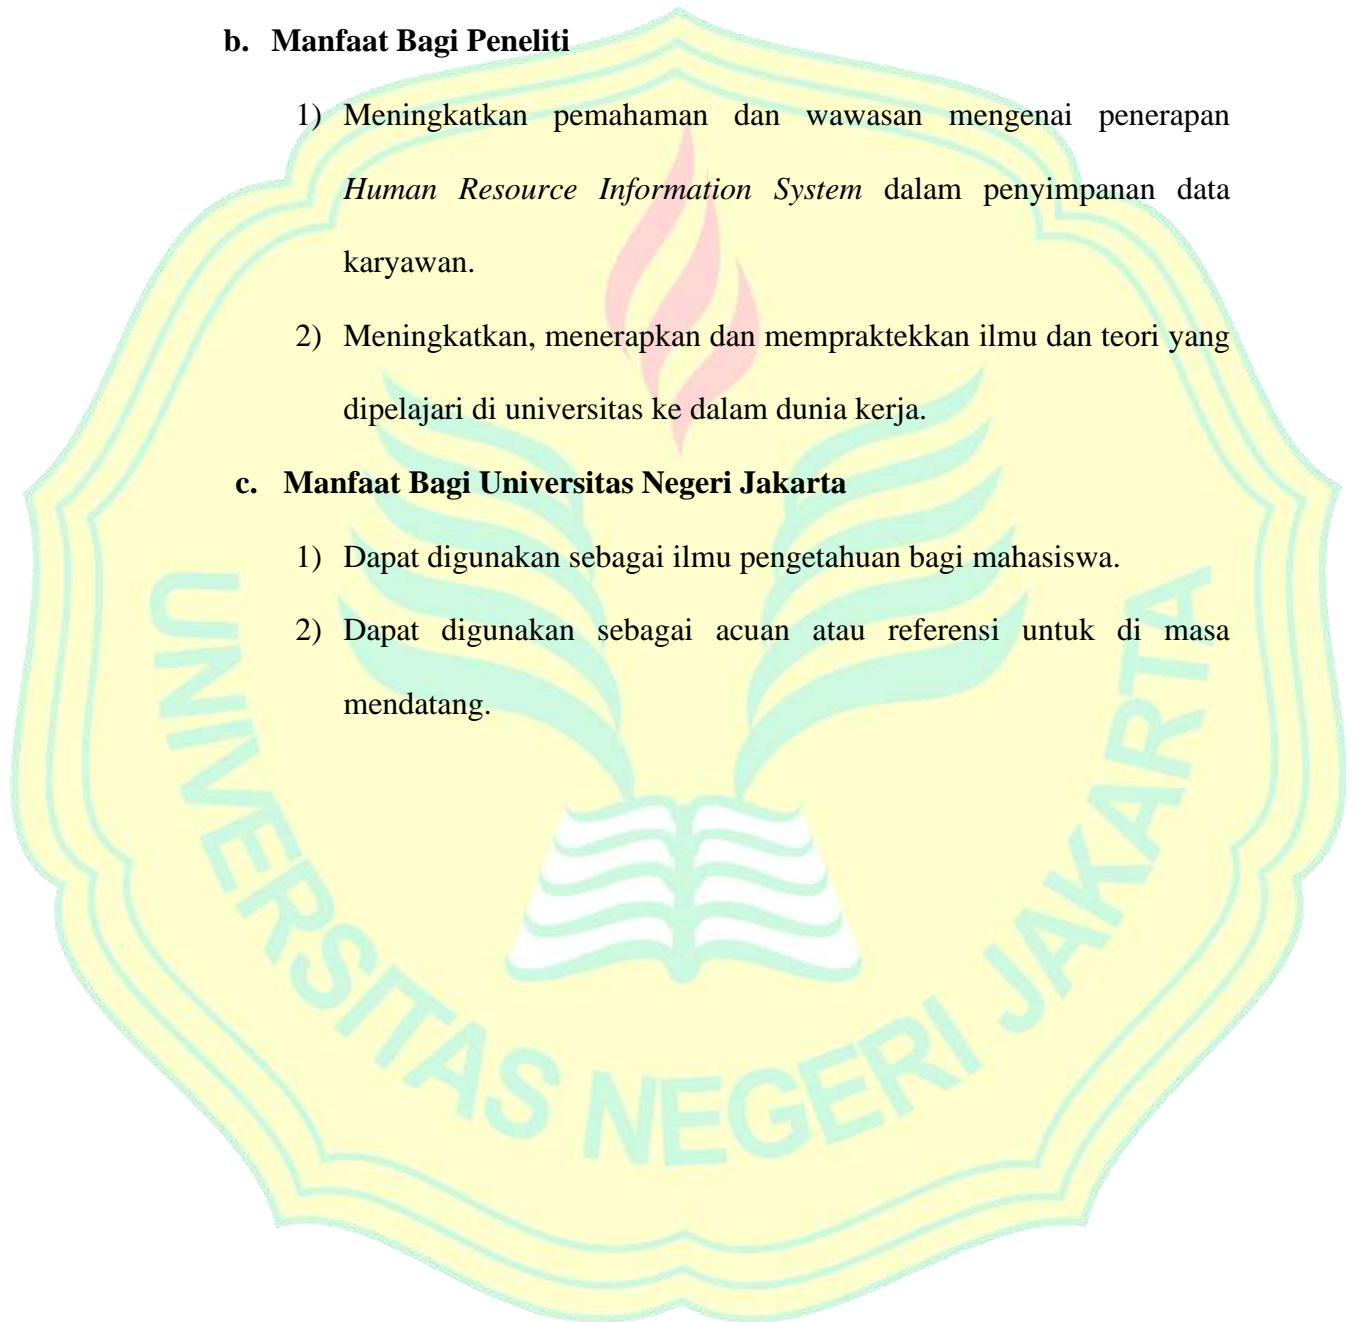 b. Manfaat Bagi Peneliti
1) Meningkatkan pemahaman dan wawasan mengenai penerapan
Human Resource Information System dalam penyimpanan data
karyawan.
2) Meningkatkan, menerapkan dan mempraktekkan ilmu dan teori yang
dipelajari di universitas ke dalam dunia kerja.
c. Manfaat Bagi Universitas Negeri Jakarta
1) Dapat digunakan sebagai ilmu pengetahuan bagi mahasiswa.
2) Dapat digunakan sebagai acuan atau referensi untuk di masa
mendatang.
UNIVERSITAS NEGERI JAKARTA